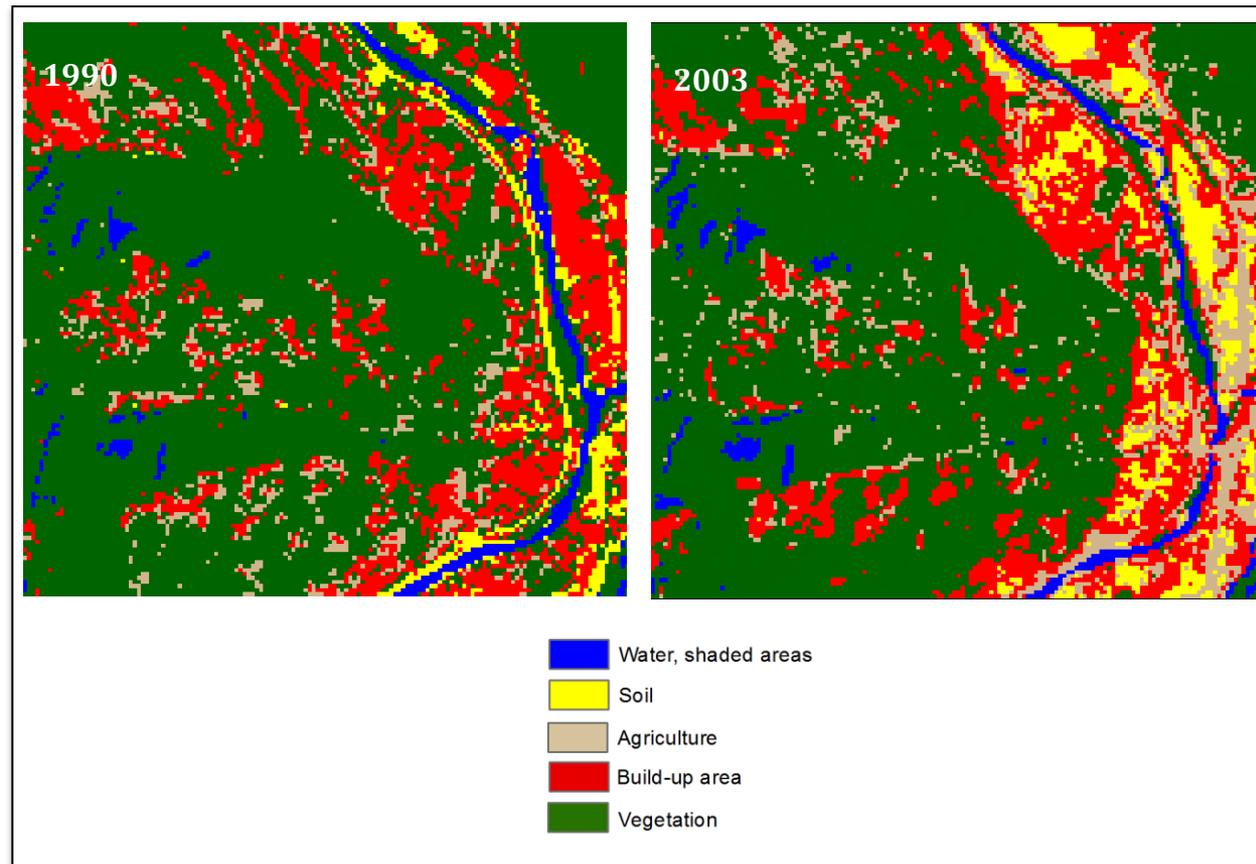 1990
2003
Water, shaded areas
Soil
Agriculture
Build-up area
Vegetation